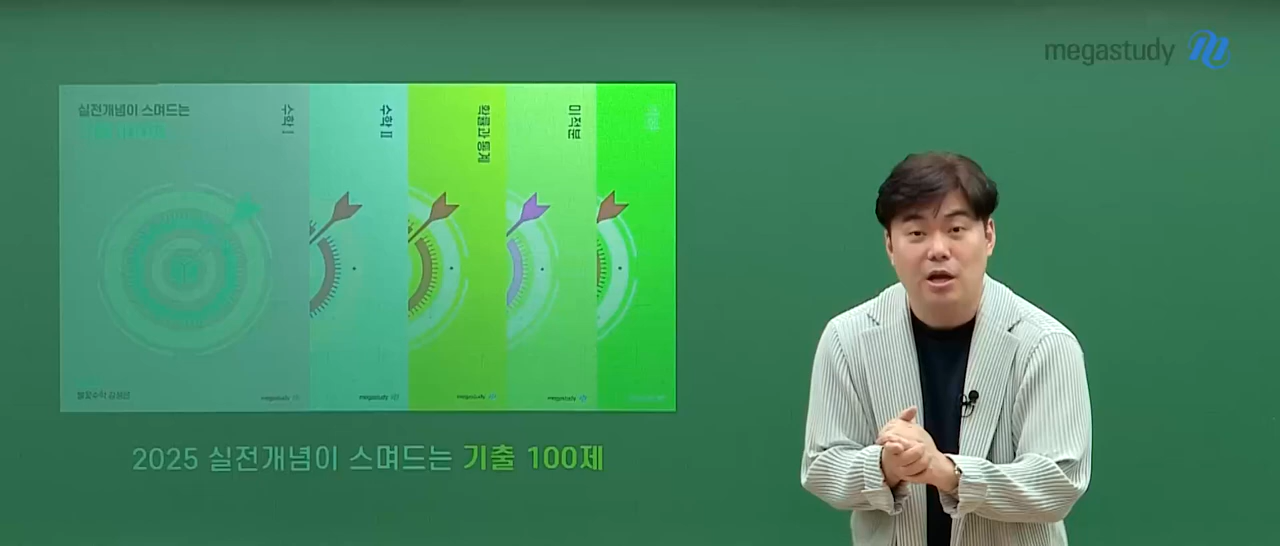 megastudy
실전개념이 스며드는
수학 I
수학 II
확률과 통계
미적분
megastudy
megastudy
megastudy
megastudy
2025 실전개념이 스며드는 기출 100제